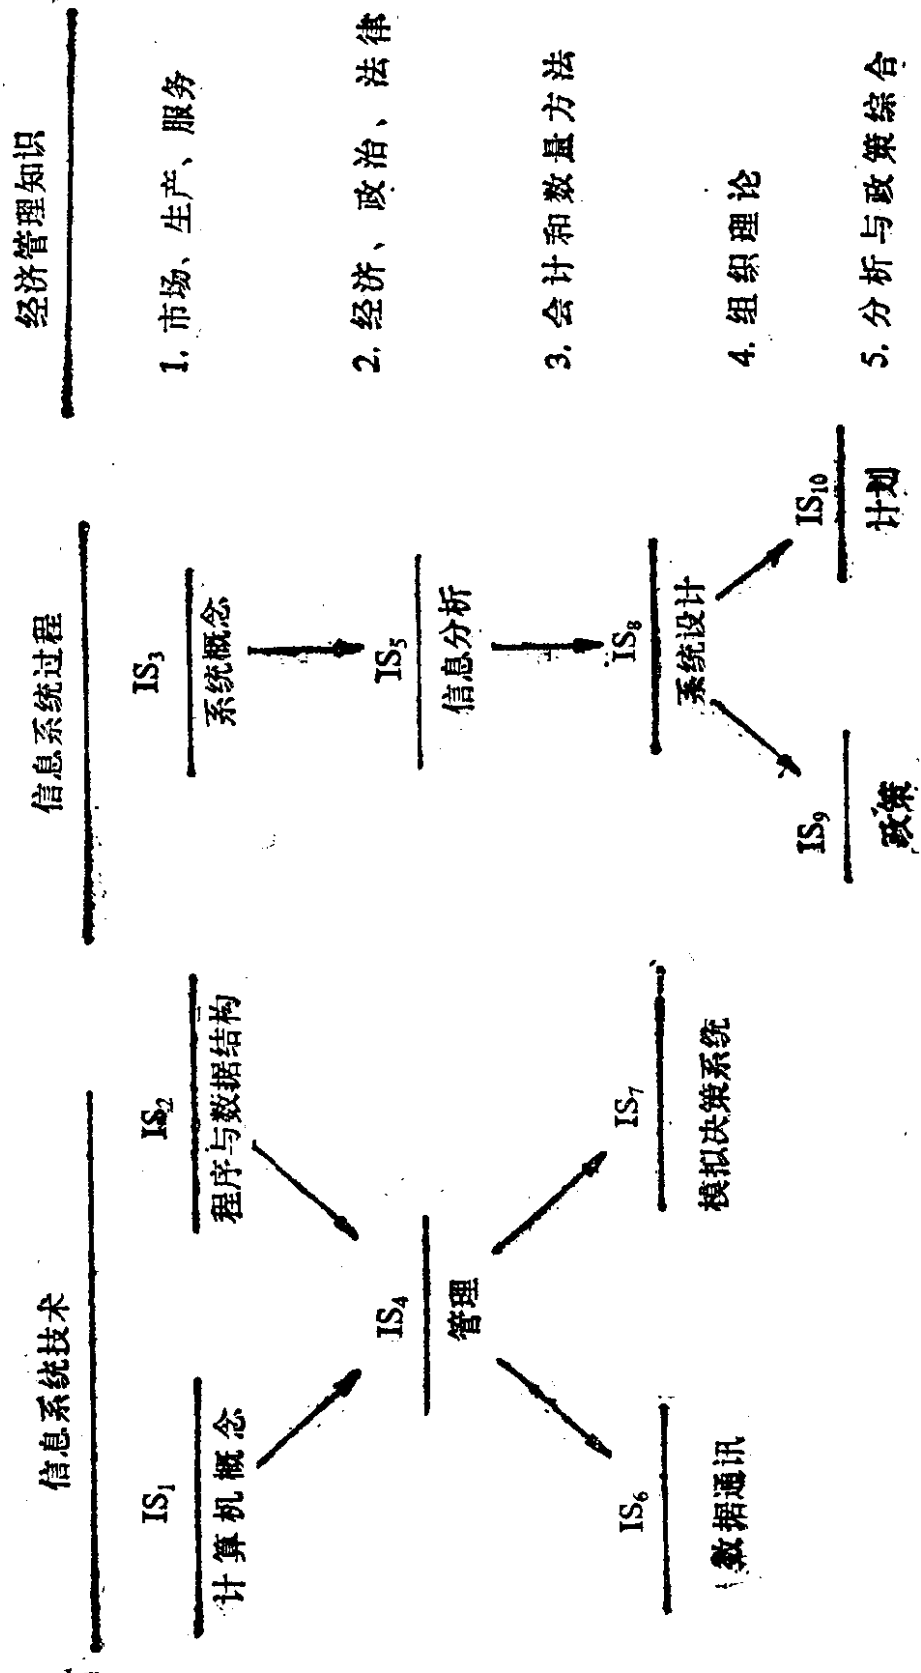 信息系统技术
信息系统过程
经济管理知识
IS₁
计算机概念
IS₂
程序与数据结构
IS₃
系统概念
1. 市场、生产、服务
IS₄
管理
IS₅
信息分析
2. 经济、政治、法律
IS₆
数据通讯
IS₇
模拟决策系统
IS₈
系统设计
3. 会计和数量方法
4. 组织理论
IS₉
政策
IS₁₀
计划
5. 分析与政策综合